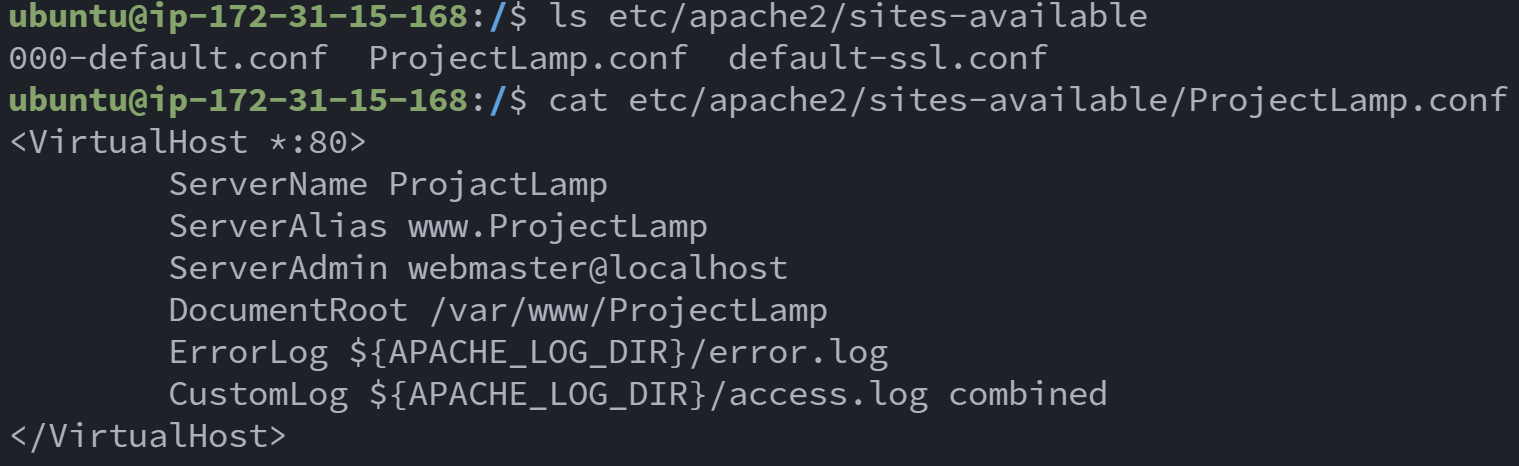 ubuntu@ip-172-31-15-168:/$ ls etc/apache2/sites-available
000-default.conf  ProjectLamp.conf  default-ssl.conf
ubuntu@ip-172-31-15-168:/$ cat etc/apache2/sites-available/ProjectLamp.conf
<VirtualHost *:80>
        ServerName ProjactLamp
        ServerAlias www.ProjectLamp
        ServerAdmin webmaster@localhost
        DocumentRoot /var/www/ProjectLamp
        ErrorLog ${APACHE_LOG_DIR}/error.log
        CustomLog ${APACHE_LOG_DIR}/access.log combined
</VirtualHost>